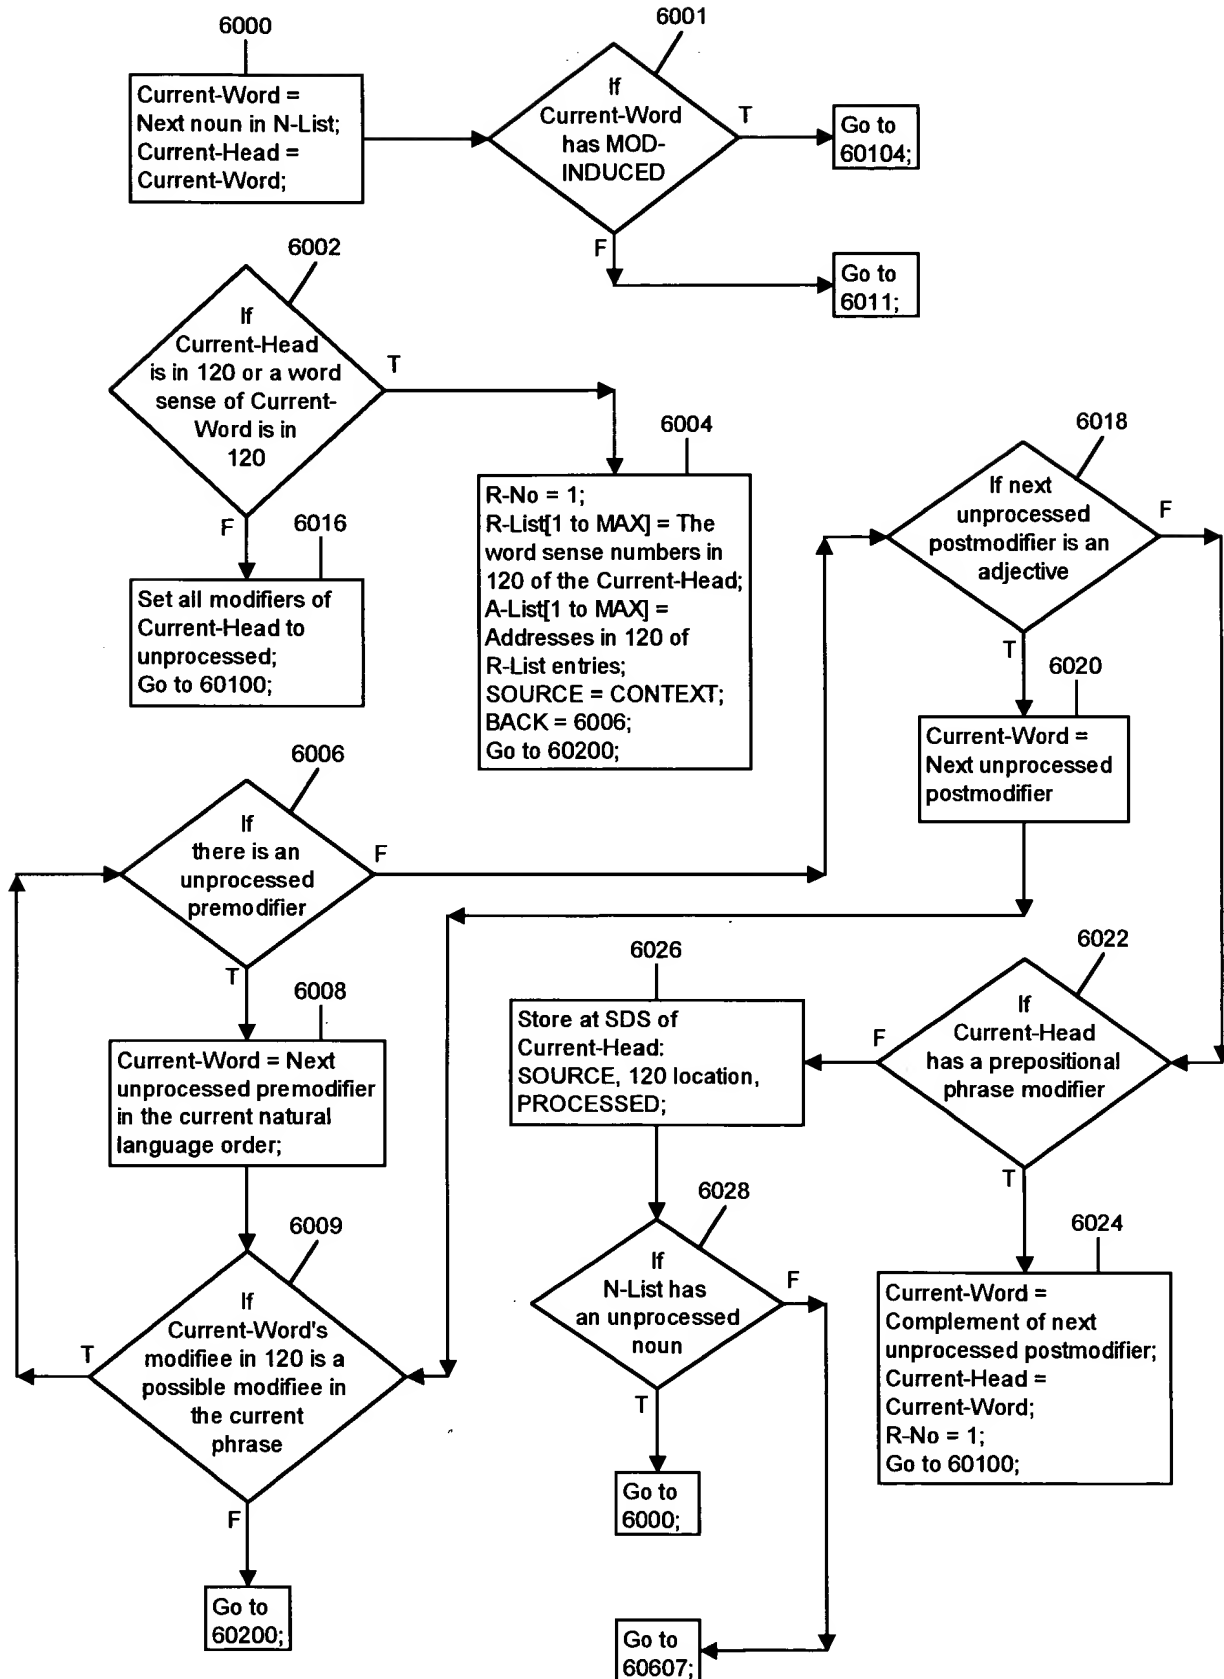 6000
Current-Word =
Next noun in N-List;
Current-Head =
Current-Word;
6001
If
Current-Word
has MOD-
INDUCED
T
Go to
60104;
F
Go to
6011;
6002
If
Current-Head
is in 120 or a word
sense of Current-
Word is in
120
T
F
6016
Set all modifiers of
Current-Head to
unprocessed;
Go to 60100;
6004
R-No = 1;
R-List[1 to MAX] = The
word sense numbers in
120 of the Current-Head;
A-List[1 to MAX] =
Addresses in 120 of
R-List entries;
SOURCE = CONTEXT;
BACK = 6006;
Go to 60200;
6018
If next
unprocessed
postmodifier is an
adjective
F
T
6020
Current-Word =
Next unprocessed
postmodifier
6006
If
there is an
unprocessed
premodifier
F
T
6008
Current-Word = Next
unprocessed premodifier
in the current natural
language order;
6009
If
Current-Word's
modifiee in 120 is a
possible modifiee in
the current
phrase
T
F
Go to
60200;
6022
If
Current-Head
has a prepositional
phrase modifier
F
T
6026
Store at SDS of
Current-Head:
SOURCE, 120 location,
PROCESSED;
6028
If
N-List has
an unprocessed
noun
F
T
Go to
6000;
Go to
60607;
6024
Current-Word =
Complement of next
unprocessed postmodifier;
Current-Head =
Current-Word;
R-No = 1;
Go to 60100;